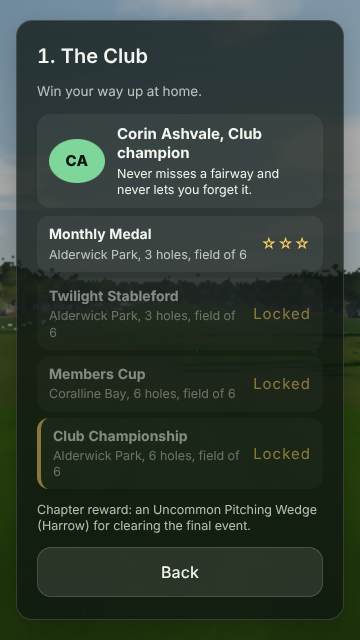 1. The Club
Win your way up at home.
CA
Corin Ashvale, Club
champion
Never misses a fairway and
never lets you forget it.
Monthly Medal
Alderwick Park, 3 holes, field of 6
☆☆☆
Twilight Stableford
Alderwick Park, 3 holes, field of
6
Locked
Members Cup
Coralline Bay, 6 holes, field of 6
Locked
Club Championship
Alderwick Park, 6 holes, field of
6
Locked
Chapter reward: an Uncommon Pitching Wedge
(Harrow) for clearing the final event.
Back